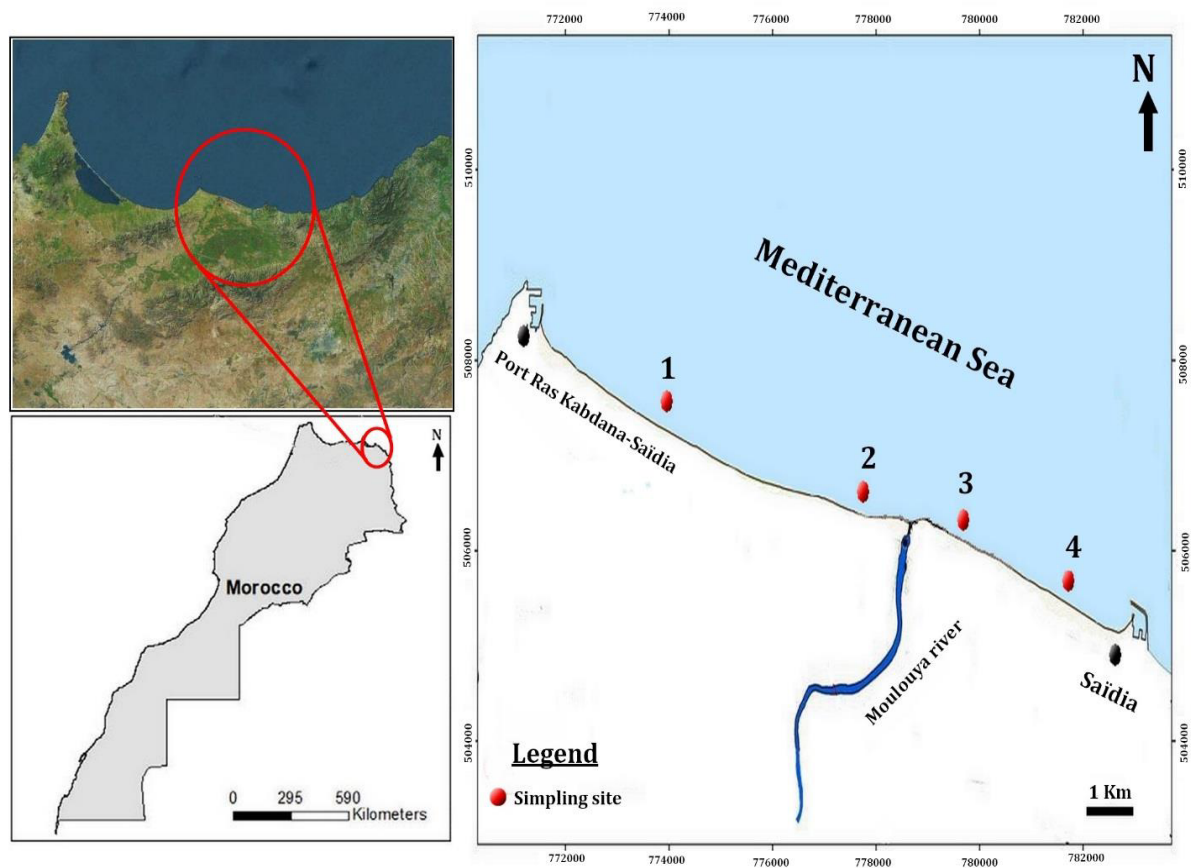 N
Morocco
0 295 590
Kilometers
772000 774000 776000 778000 780000 782000
N
510000
510000
508000
508000
506000
506000
504000
504000
Mediterranean Sea
Port Ras Kabdana-Saïdia
1
2
3
4
Moulouya river
Saïdia
Legend
Simpling site
1 Km
772000 774000 776000 778000 780000 782000